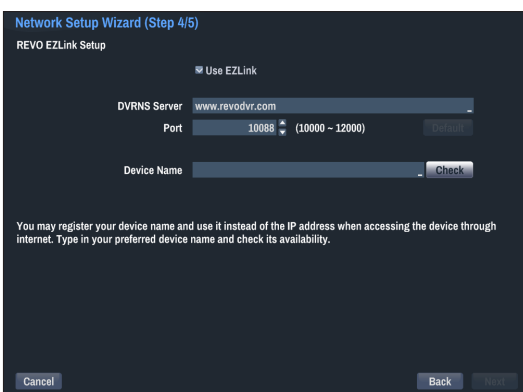 Network Setup Wizard (Step 4/5)
REVO EZLink Setup
Use EZLink
DVRNS Server www.revodvr.com
Port 10088 (10000 ~ 12000) Default
Device Name Check
You may register your device name and use it instead of the IP address when accessing the device through
internet. Type in your preferred device name and check its availability.
Cancel Back Next